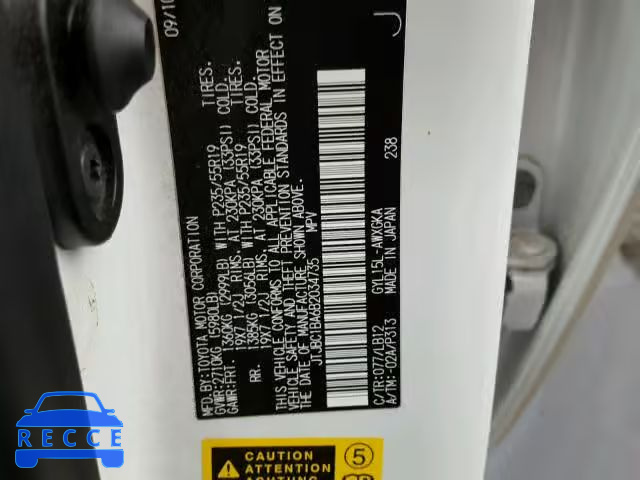 MFD.BY:TOYOTA MOTOR CORPORATION 09/10
GVWR:2710KG (5980LB)
GAWR:FRT. 1360KG (2999LB) WITH P235/55R19 TIRES.
19X7 1/2J RIMS. AT 230KPA (33PSI) COLD.
RR. 1386KG (3056LB) WITH P235/55R19 TIRES.
19X7 1/2J RIMS. AT 230KPA (33PSI) COLD.
THIS VEHICLE CONFORMS TO ALL APPLICABLE FEDERAL MOTOR
VEHICLE SAFETY AND THEFT PREVENTION STANDARDS IN EFFECT ON
THE DATE OF MANUFACTURE SHOWN ABOVE.
JTJBC1BA6B2034735 MPV
C/TR:077/LB12 GYL15L-AWXGKA 238
A/TM:-02A/P313 MADE IN JAPAN
J
CAUTION
ATTENTION
ACHTUNG
5
RECCE